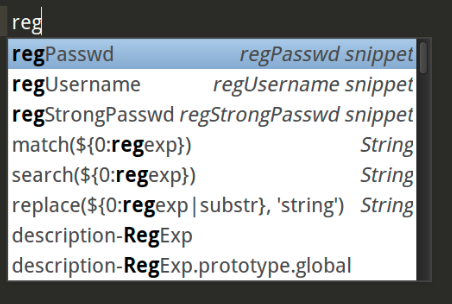 reg
regPasswd regPasswd snippet
regUsername regUsername snippet
regStrongPasswd regStrongPasswd snippet
match(${0:regexp}) String
search(${0:regexp}) String
replace(${0:regexp|substr}, 'string') String
description-RegExp
description-RegExp.prototype.global